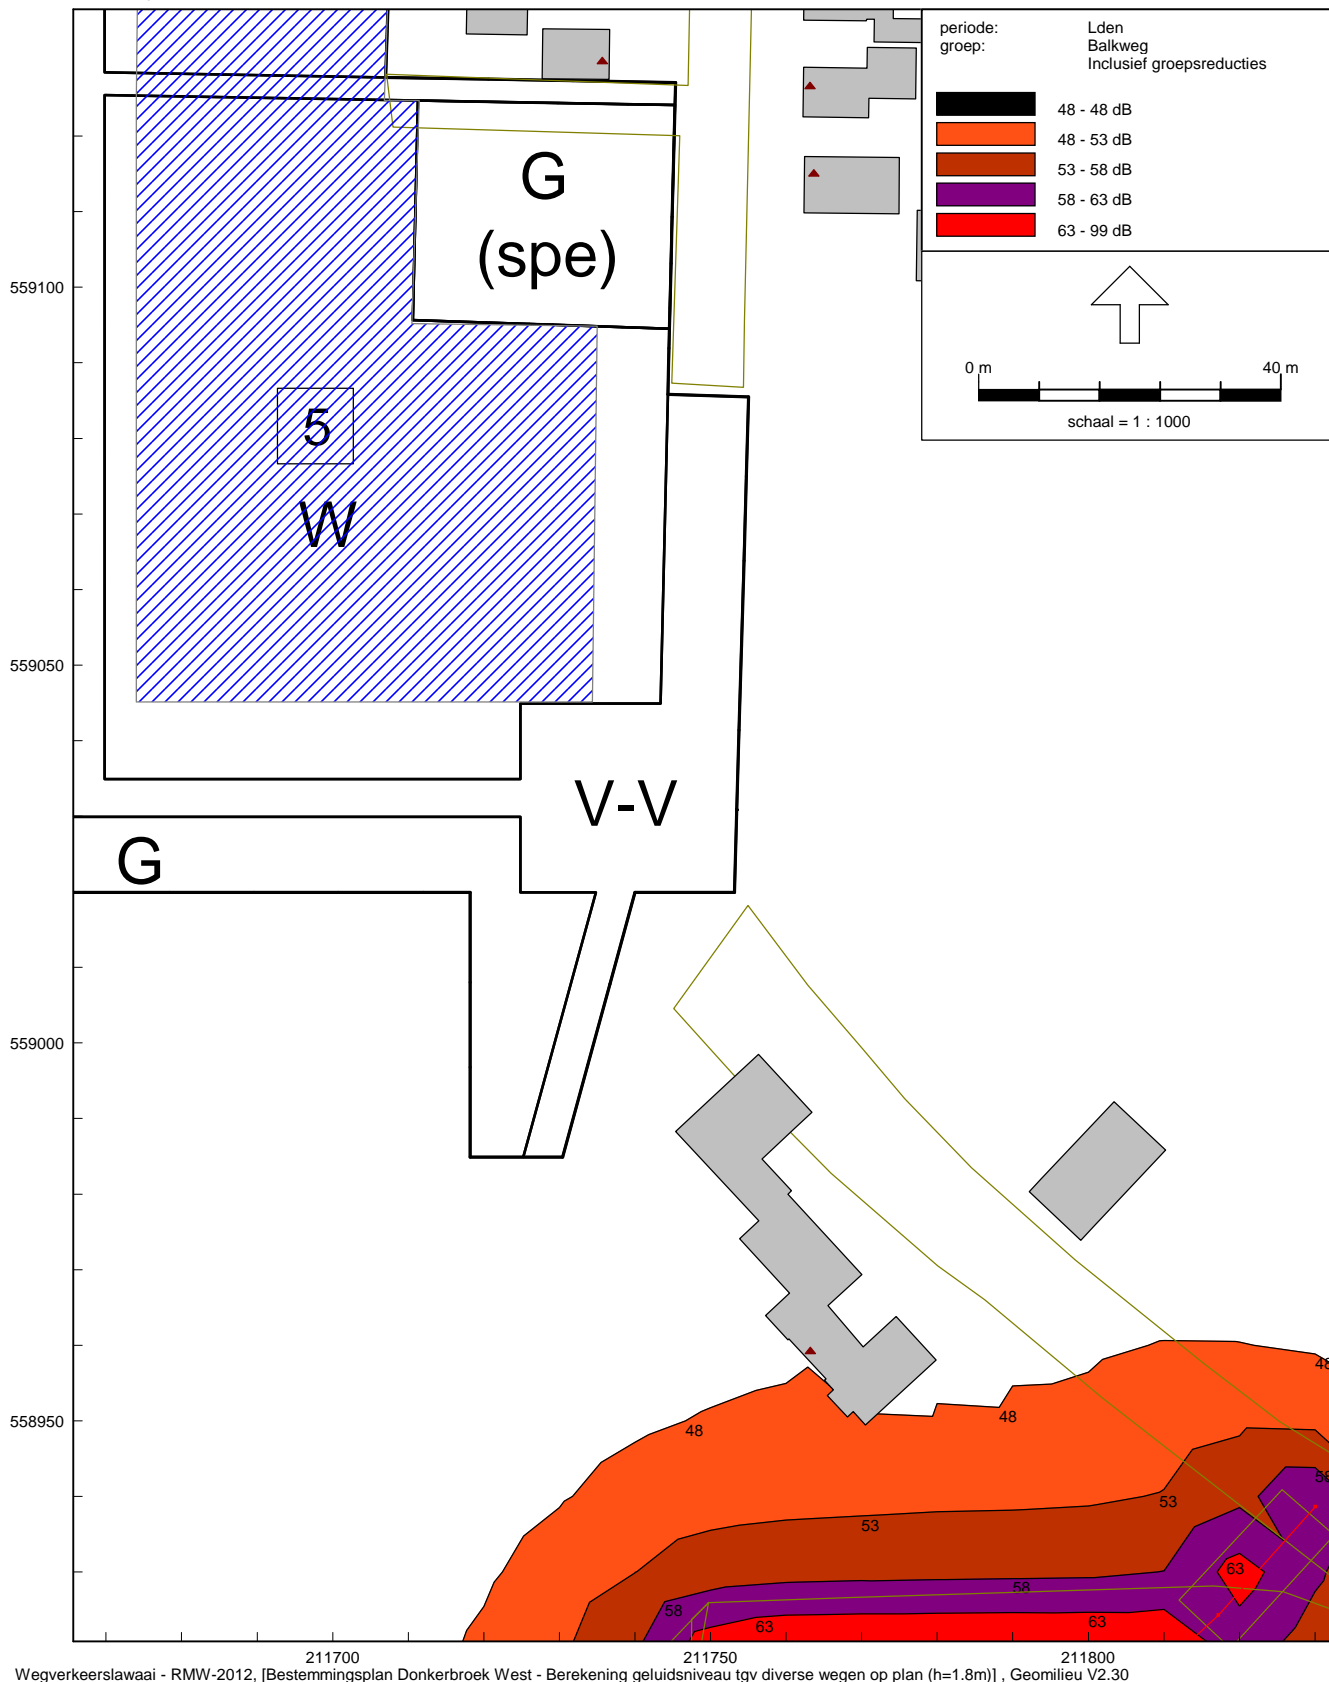 periode: Lden
groep: Balkweg
Inclusief groepsreducties
48 - 48 dB
48 - 53 dB
53 - 58 dB
58 - 63 dB
63 - 99 dB
0 m 40 m
schaal = 1 : 1000
G
(spe)
559100
5
W
559050
V-V
G
559000
558950
48
48
48
53
53
58
58
58
63
63
63
211700
211750
211800
Wegverkeerslawaai - RMW-2012, [Bestemmingsplan Donkerbroek West - Berekening geluidsniveau tgv diverse wegen op plan (h=1.8m)] , Geomilieu V2.30